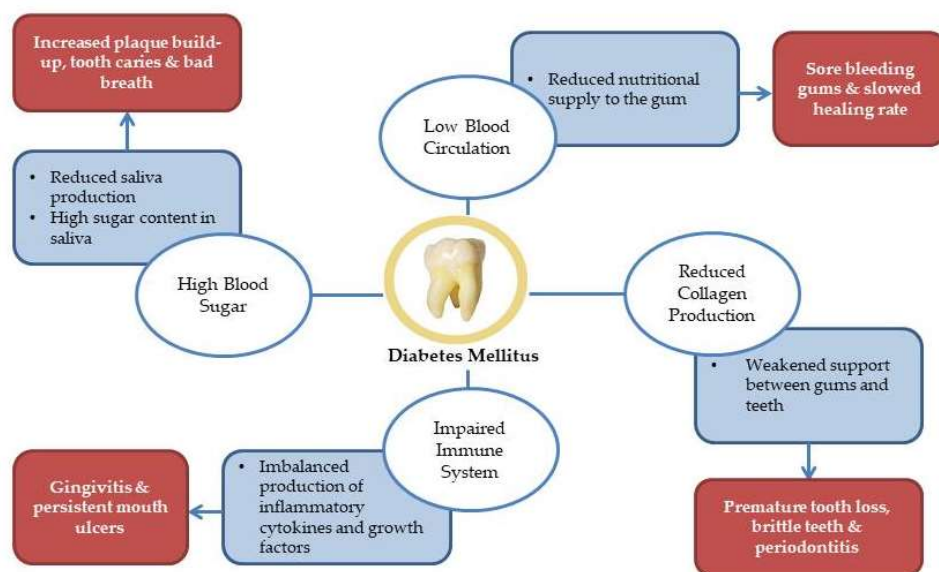 Increased plaque build-
up, tooth caries & bad
breath
• Reduced saliva
production
• High sugar content in
saliva
High Blood
Sugar
Low Blood
Circulation
• Reduced nutritional
supply to the gum
Sore bleeding
gums & slowed
healing rate
Diabetes Mellitus
Reduced
Collagen
Production
• Weakened support
between gums and
teeth
Premature tooth loss,
brittle teeth &
periodontitis
Impaired
Immune
System
• Imbalanced
production of
inflammatory
cytokines and growth
factors
Gingivitis &
persistent mouth
ulcers